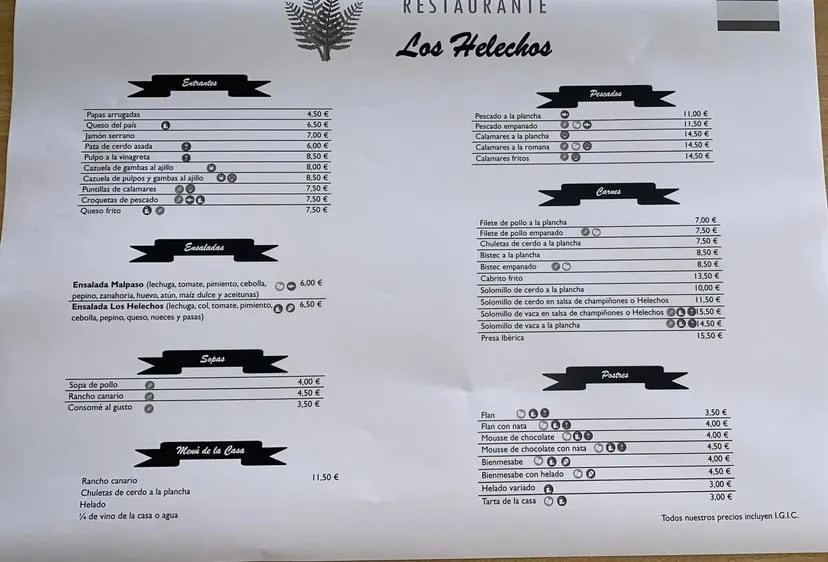 RESTAURANTE
Los Helechos
Entrantes
Papas arrugadas 4,50 €
Queso del país 6,50 €
Jamón serrano 7,00 €
Pata de cerdo asada 6,00 €
Pulpo a la vinagreta 8,50 €
Cazuela de gambas al ajillo 8,00 €
Cazuela de pulpos y gambas al ajillo 8,50 €
Puntillas de calamares 7,50 €
Croquetas de pescado 7,50 €
Queso frito 7,50 €
Ensaladas
Ensalada Malpaso (lechuga, tomate, pimiento, cebolla, 6,00 €
pepino, zanahoria, huevo, atún, maíz dulce y aceitunas)
Ensalada Los Helechos (lechuga, col, tomate, pimiento, 6,50 €
cebolla, pepino, queso, nueces y pasas)
Sopas
Sopa de pollo 4,00 €
Rancho canario 4,50 €
Consomé al gusto 3,50 €
Menú de la Casa
Rancho canario 11,50 €
Chuletas de cerdo a la plancha
Helado
¼ de vino de la casa o agua
Pescados
Pescado a la plancha 11,00 €
Pescado empanado 11,50 €
Calamares a la plancha 14,50 €
Calamares a la romana 14,50 €
Calamares fritos 14,50 €
Carnes
Filete de pollo a la plancha 7,00 €
Filete de pollo empanado 7,50 €
Chuletas de cerdo a la plancha 7,50 €
Bistec a la plancha 8,50 €
Bistec empanado 8,50 €
Cabrito frito 13,50 €
Solomillo de cerdo a la plancha 10,00 €
Solomillo de cerdo en salsa de champiñones o Helechos 11,50 €
Solomillo de vaca en salsa de champiñones o Helechos 15,50 €
Solomillo de vaca a la plancha 14,50 €
Presa Ibérica 15,50 €
Postres
Flan 3,50 €
Flan con nata 4,00 €
Mousse de chocolate 4,00 €
Mousse de chocolate con nata 4,50 €
Bienmesabe 4,00 €
Bienmesabe con helado 4,50 €
Helado variado 3,00 €
Tarta de la casa 3,00 €
Todos nuestros precios incluyen I.G.I.C.